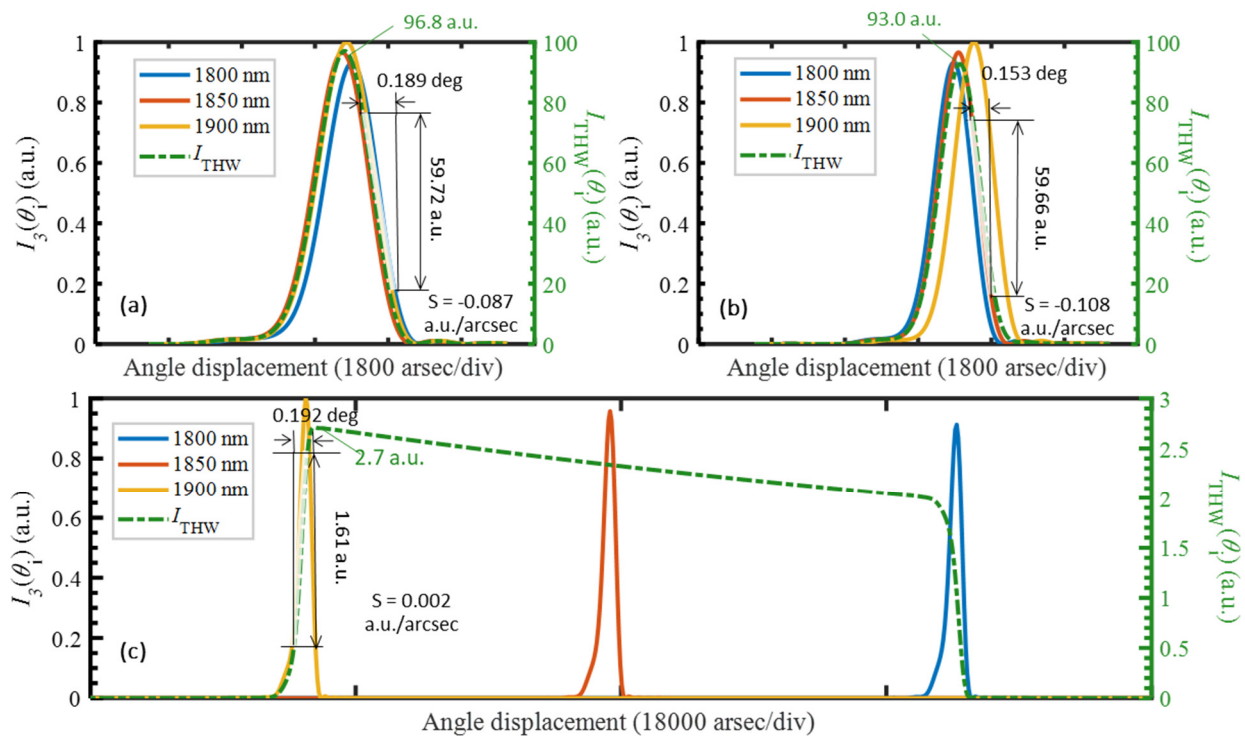 96.8 a.u.
1
0.8
0.6
0.4
0.2
0
I₃(θᵢ) (a.u.)
1800 nm
1850 nm
1900 nm
I_THW
0.189 deg
59.72 a.u.
(a)
S = -0.087
a.u./arcsec
100
80
60
40
20
0
I_THW(θᵢ) (a.u.)
Angle displacement (1800 arsec/div)
93.0 a.u.
1
0.8
0.6
0.4
0.2
0
I₃(θᵢ) (a.u.)
1800 nm
1850 nm
1900 nm
I_THW
0.153 deg
59.66 a.u.
(b)
S = -0.108
a.u./arcsec
100
80
60
40
20
0
I_THW(θᵢ) (a.u.)
Angle displacement (1800 arsec/div)
1
0.8
0.6
0.4
0.2
0
I₃(θᵢ) (a.u.)
1800 nm
1850 nm
1900 nm
I_THW
0.192 deg
2.7 a.u.
1.61 a.u.
S = 0.002
a.u./arcsec
(c)
3
2.5
2
1.5
1
0.5
0
I_THW(θᵢ) (a.u.)
Angle displacement (18000 arsec/div)